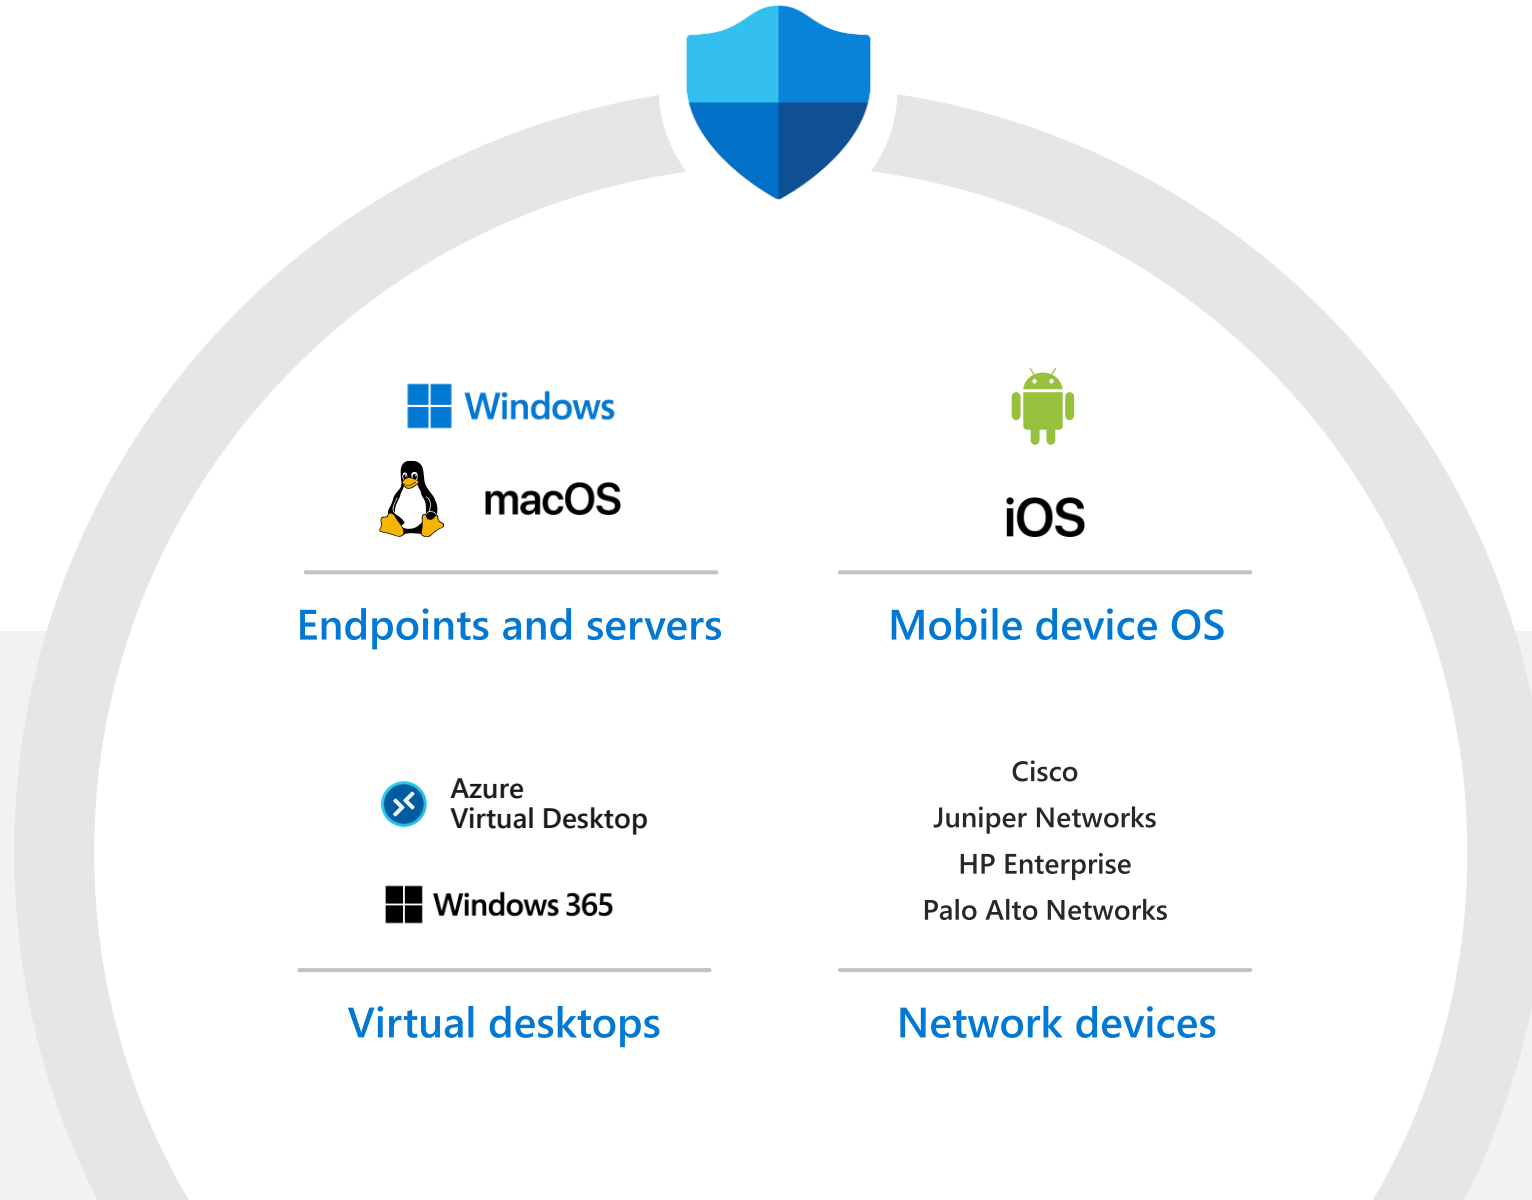 Windows
macOS
Endpoints and servers
iOS
Mobile device OS
Azure
Virtual Desktop
Windows 365
Virtual desktops
Cisco
Juniper Networks
HP Enterprise
Palo Alto Networks
Network devices